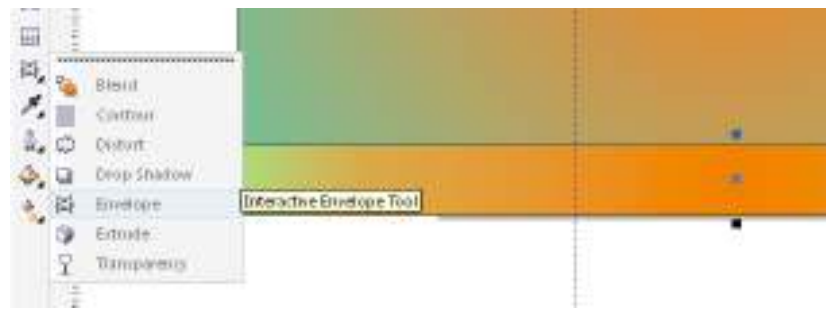 Blend
Contour
Distort
Drop Shadow
Envelope
Interactive Envelope Tool
Extrude
Transparency